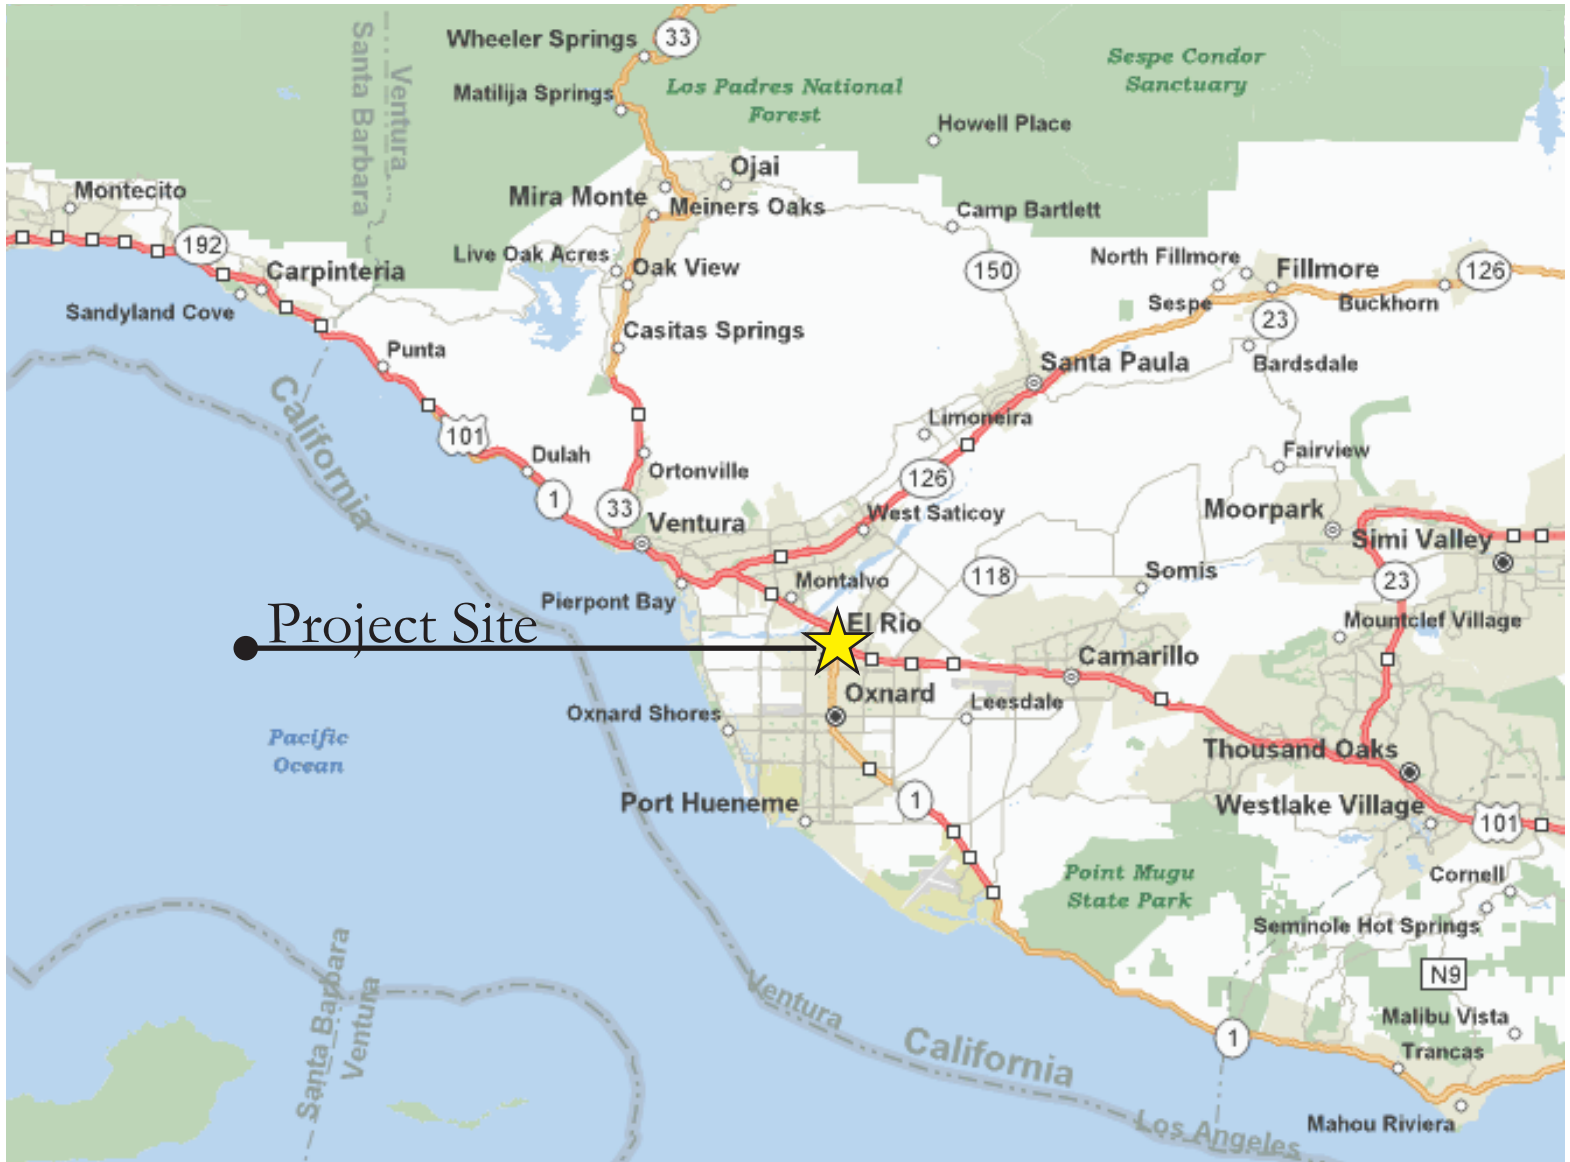 Wheeler Springs
33
Santa Barbara
Ventura
Matilija Springs
Los Padres National
Forest
Sespe Condor
Sanctuary
Howell Place
Ojai
Montecito
Mira Monte
Meiners Oaks
Camp Bartlett
192
Live Oak Acres
Oak View
150
North Fillmore
Fillmore
126
Carpinteria
Sespe
Buckhorn
Sandyland Cove
23
Casitas Springs
Punta
Santa Paula
Bardsdale
California
Limoneira
101
Dulah
Ortonville
Fairview
126
1
33
Ventura
West Saticoy
Moorpark
Simi Valley
118
Montalvo
Somis
23
Pierpont Bay
Project Site
El Rio
Mountclef Village
Camarillo
Oxnard
Leesdale
Oxnard Shores
Pacific
Ocean
Thousand Oaks
Port Hueneme
1
Westlake Village
101
Point Mugu
State Park
Cornell
Seminole Hot Springs
N9
Santa Barbara
Ventura
Ventura
California
Malibu Vista
1
Trancas
Los Angeles
Mahou Riviera